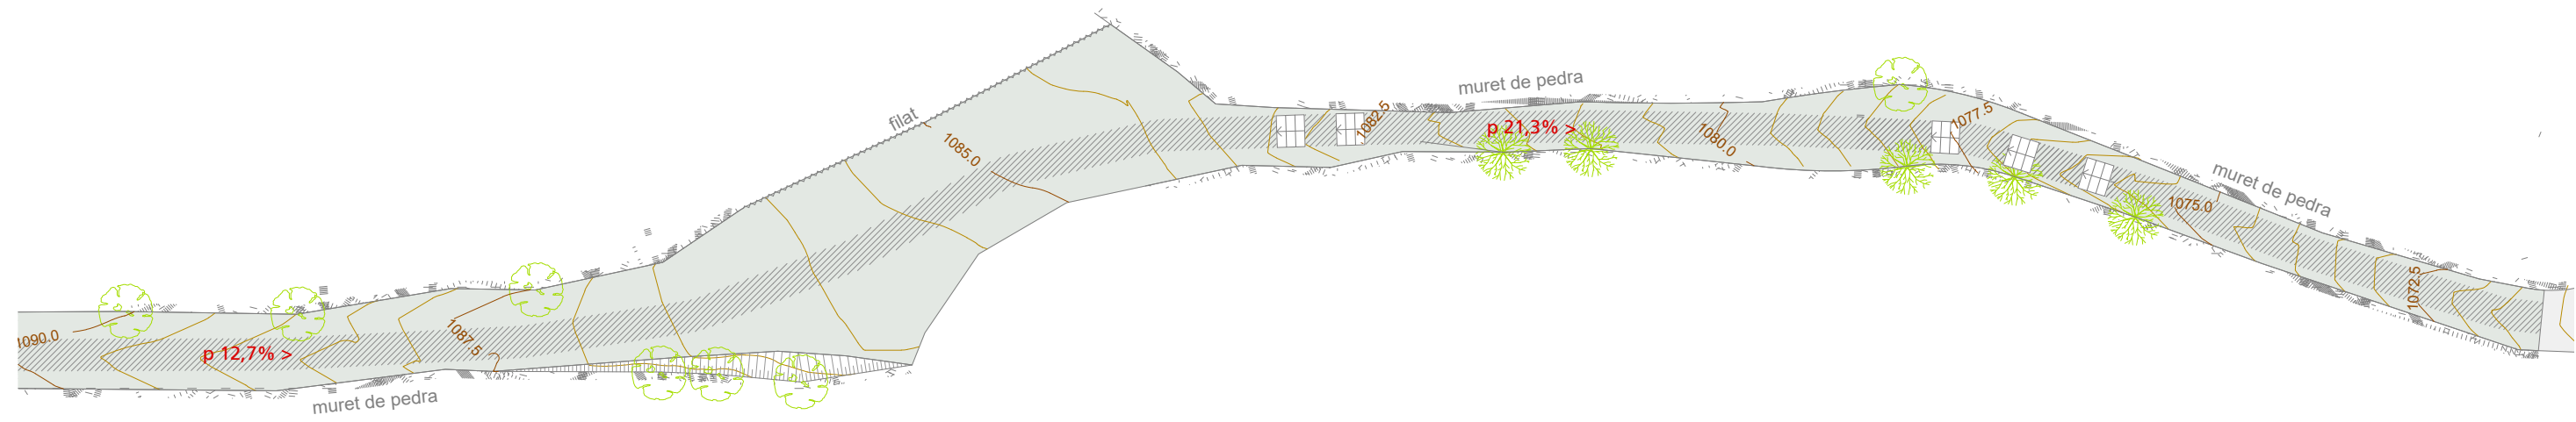 1090.0
p 12,7% >
muret de pedra
1087.5
filat
1085.0
1082.5
muret de pedra
p 21,3% >
1080.0
1077.5
muret de pedra
1075.0
1072.5